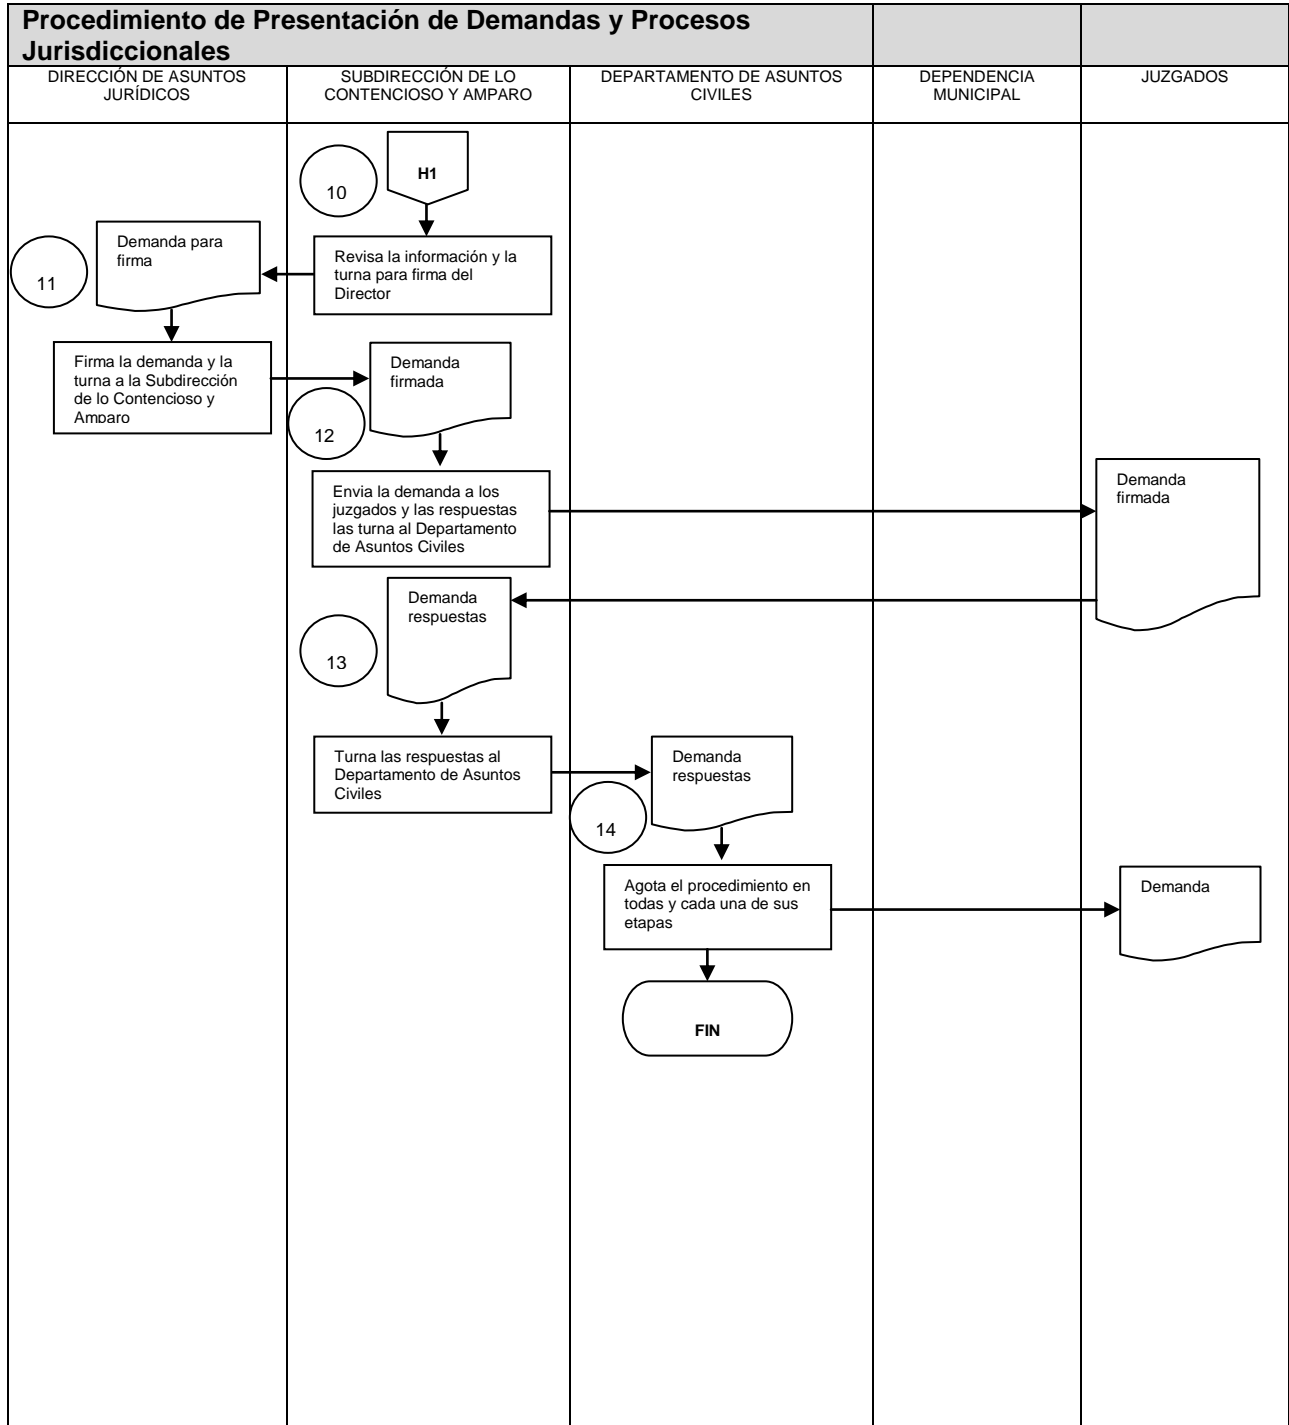 Procedimiento de Presentación de Demandas y Procesos
Jurisdiccionales
DIRECCIÓN DE ASUNTOS
JURÍDICOS
SUBDIRECCIÓN DE LO
CONTENCIOSO Y AMPARO
DEPARTAMENTO DE ASUNTOS
CIVILES
DEPENDENCIA
MUNICIPAL
JUZGADOS
H1
10
Revisa la información y la
turna para firma del
Director
Demanda para
firma
11
Firma la demanda y la
turna a la Subdirección
de lo Contencioso y
Amparo
Demanda
firmada
12
Envia la demanda a los
juzgados y las respuestas
las turna al Departamento
de Asuntos Civiles
Demanda
firmada
Demanda
respuestas
13
Turna las respuestas al
Departamento de Asuntos
Civiles
Demanda
respuestas
14
Agota el procedimiento en
todas y cada una de sus
etapas
Demanda
FIN